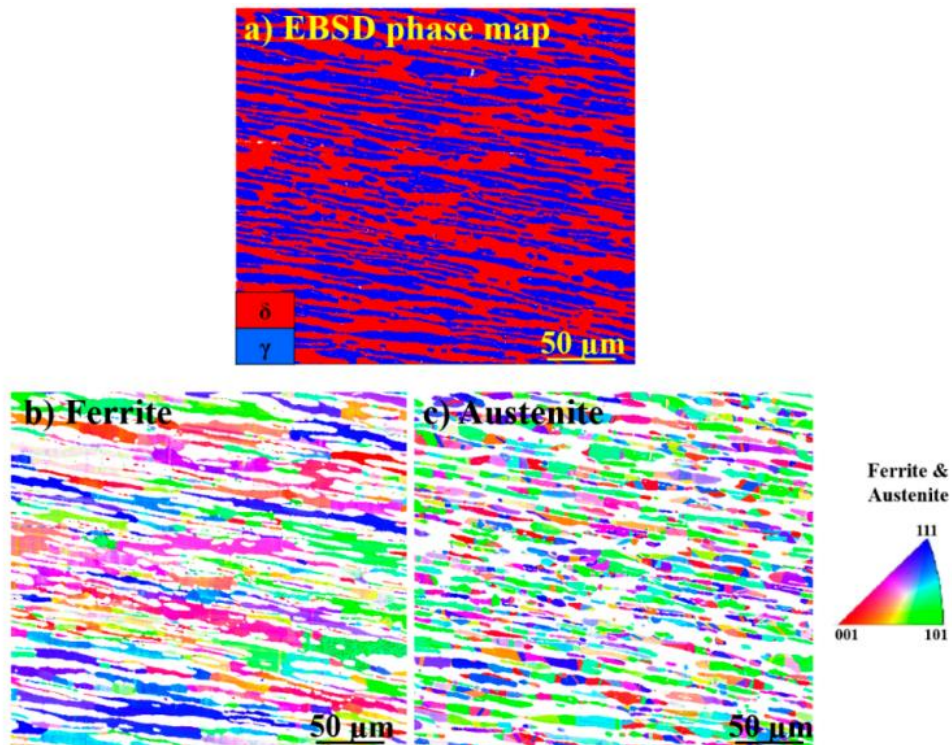 a) EBSD phase map
δ
γ
50 µm
b) Ferrite
50 µm
c) Austenite
50 µm
Ferrite &
Austenite
111
001
101